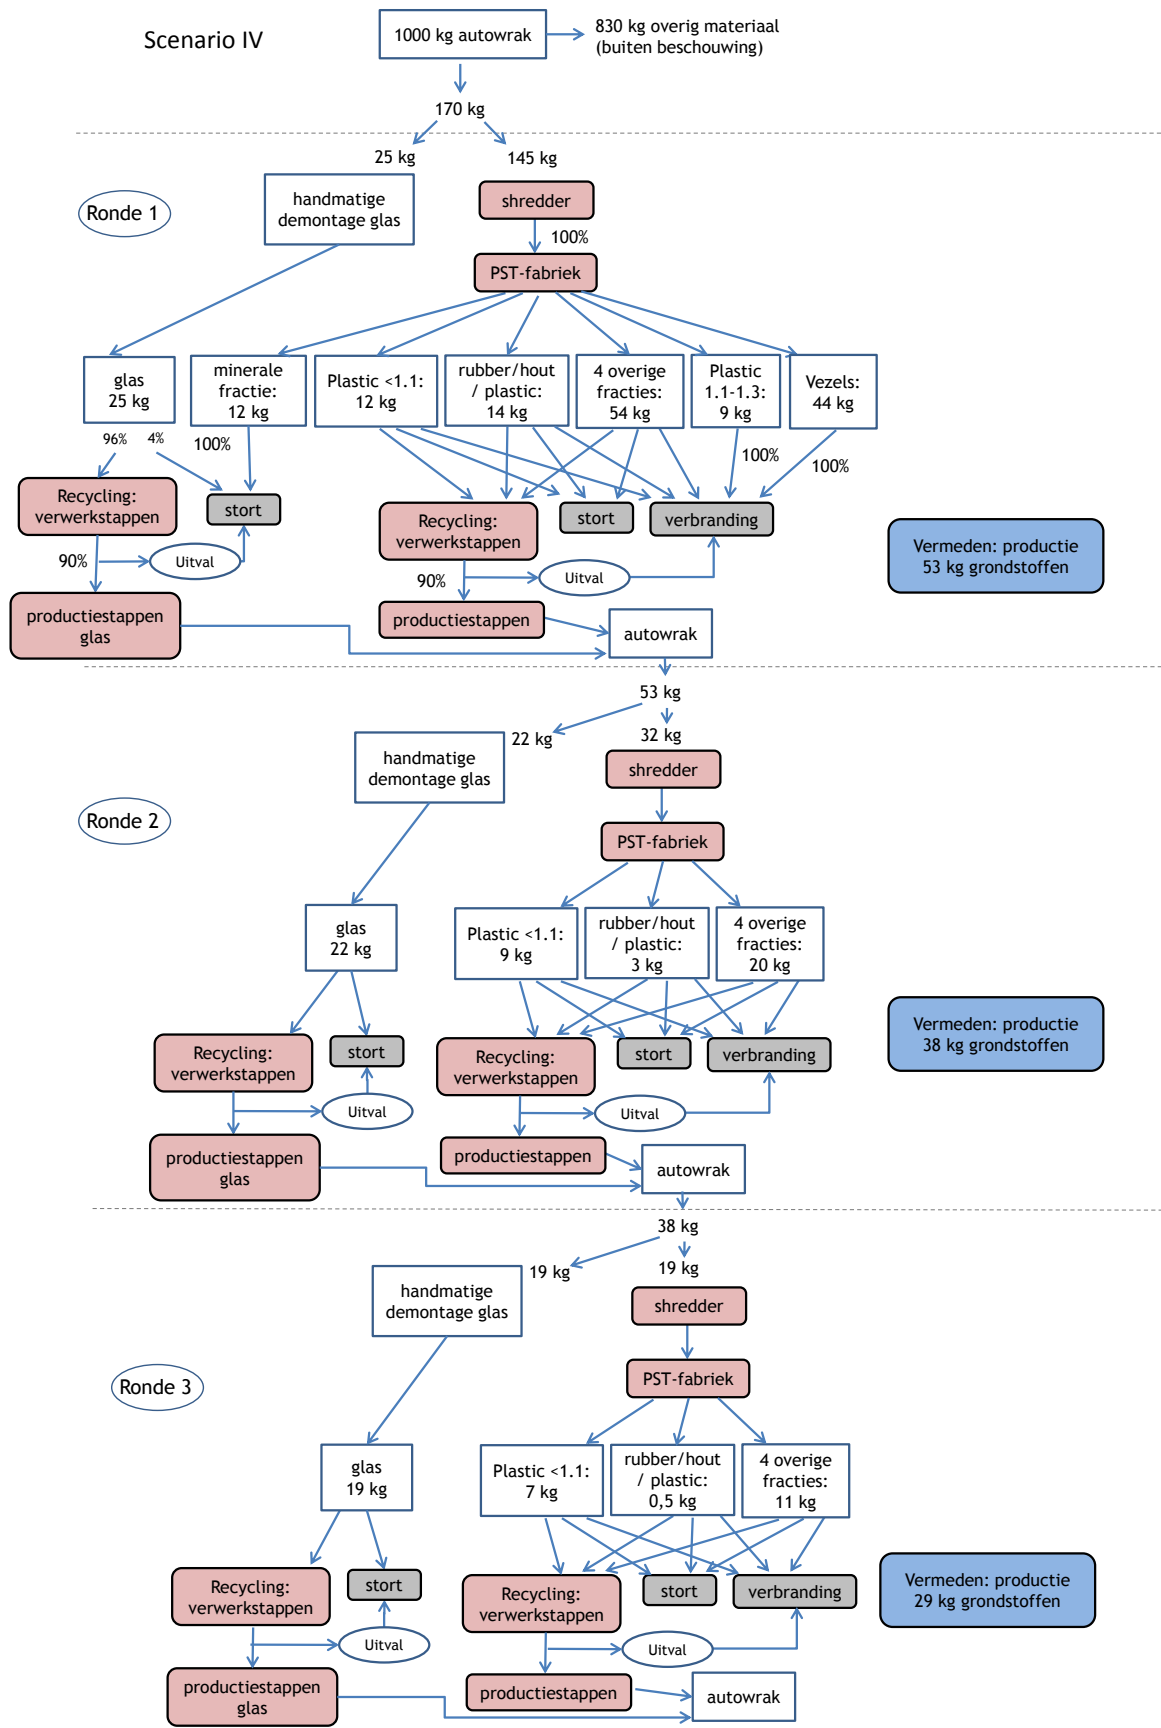 Scenario IV
1000 kg autowrak
830 kg overig materiaal
(buiten beschouwing)
170 kg
25 kg
145 kg
Ronde 1
handmatige
demontage glas
shredder
100%
PST-fabriek
glas
25 kg
minerale
fractie:
12 kg
Plastic <1.1:
12 kg
rubber/hout
/ plastic:
14 kg
4 overige
fracties:
54 kg
Plastic
1.1-1.3:
9 kg
Vezels:
44 kg
96%
4%
100%
100%
100%
Recycling:
verwerkstappen
start
Recycling:
verwerkstappen
stort
verbranding
90%
Uitval
90%
Uitval
Vermeden: productie
53 kg grondstoffen
productiestappen
glas
productiestappen
autowrak
53 kg
22 kg
32 kg
handmatige
demontage glas
shredder
Ronde 2
PST-fabriek
glas
22 kg
Plastic <1.1:
9 kg
rubber/hout
/ plastic:
3 kg
4 overige
fracties:
20 kg
Recycling:
verwerkstappen
stort
Recycling:
verwerkstappen
stort
verbranding
Vermeden: productie
38 kg grondstoffen
Uitval
Uitval
productiestappen
glas
productiestappen
autowrak
38 kg
19 kg
19 kg
handmatige
demontage glas
shredder
Ronde 3
PST-fabriek
glas
19 kg
Plastic <1.1:
7 kg
rubber/hout
/ plastic:
0,5 kg
4 overige
fracties:
11 kg
Recycling:
verwerkstappen
stort
Recycling:
verwerkstappen
stort
verbranding
Vermeden: productie
29 kg grondstoffen
Uitval
Uitval
productiestappen
glas
productiestappen
autowrak